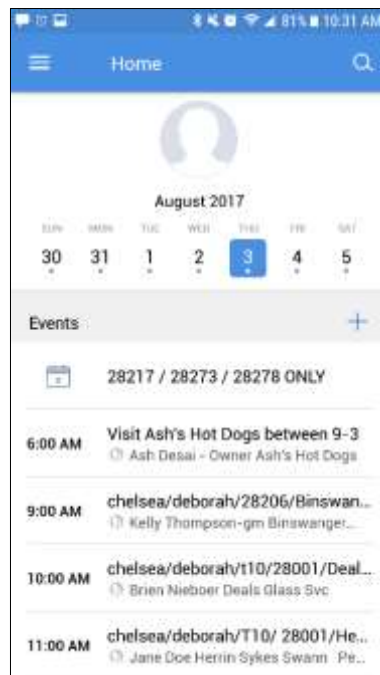 81% 10:31 AM
Home
August 2017
SUN MON TUE WED THU FRI SAT
30 31 1 2 3 4 5
Events
28217 / 28273 / 28278 ONLY
6:00 AM
Visit Ash's Hot Dogs between 9-3
Ash Desai - Owner Ash's Hot Dogs
9:00 AM
chelsea/deborah/28206/Binswan...
Kelly Thompson-gm Binswanger...
10:00 AM
chelsea/deborah/t10/28001/Deal...
Brien Nieboer Deals Glass Svc
11:00 AM
chelsea/deborah/T10/ 28001/He...
Jane Doe Herrin Sykes Swann Pe...